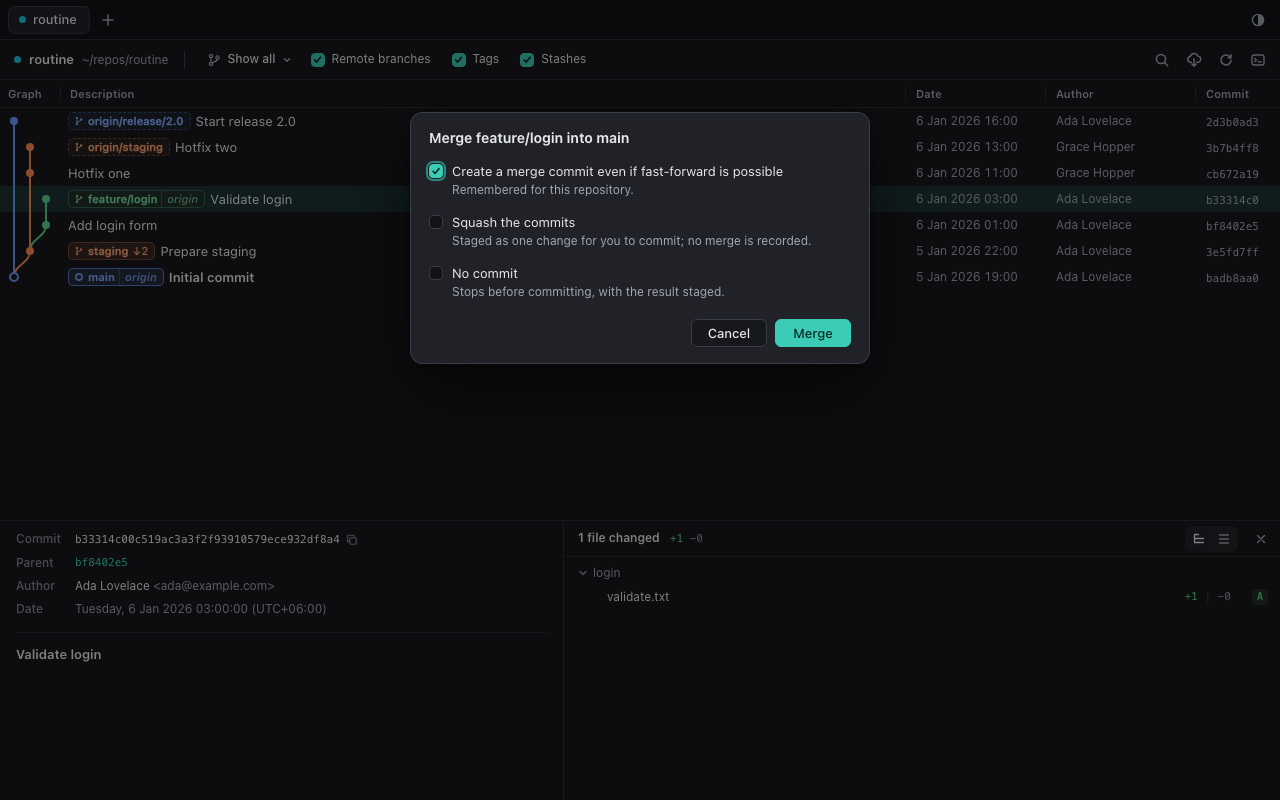 routine
routine ~/repos/routine Show all Remote branches Tags Stashes
Graph Description Date Author Commit
origin/release/2.0 Start release 2.0 6 Jan 2026 16:00 Ada Lovelace 2d3b0ad3
origin/staging Hotfix two 6 Jan 2026 13:00 Grace Hopper 3b7b4ff8
Hotfix one 6 Jan 2026 11:00 Grace Hopper cb672a19
feature/login origin Validate login 6 Jan 2026 03:00 Ada Lovelace b33314c0
Add login form 6 Jan 2026 01:00 Ada Lovelace bf8402e5
staging ↓2 Prepare staging 5 Jan 2026 22:00 Ada Lovelace 3e5fd7ff
main origin Initial commit 5 Jan 2026 19:00 Ada Lovelace badb8aa0
Merge feature/login into main
Create a merge commit even if fast-forward is possible
Remembered for this repository.
Squash the commits
Staged as one change for you to commit; no merge is recorded.
No commit
Stops before committing, with the result staged.
Cancel Merge
Commit b33314c00c519ac3a3f2f93910579ece932df8a4
Parent bf8402e5
Author Ada Lovelace <ada@example.com>
Date Tuesday, 6 Jan 2026 03:00:00 (UTC+06:00)
Validate login
1 file changed +1 −0
login
validate.txt +1 −0 A